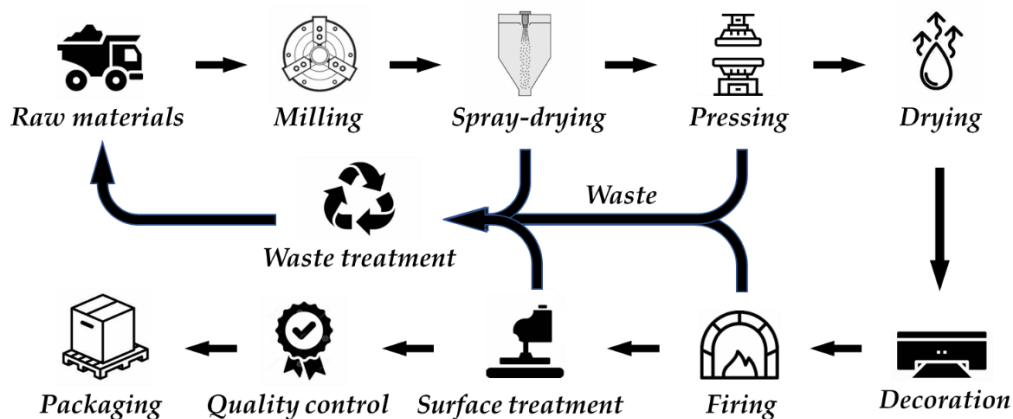 Raw materials
Milling
Spray-drying
Pressing
Drying
Waste
Waste treatment
Packaging
Quality control
Surface treatment
Firing
Decoration